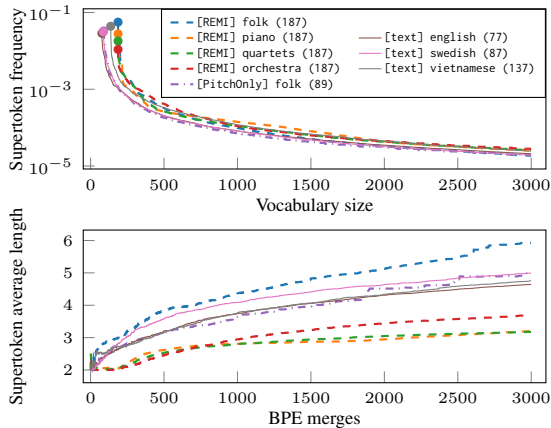 10⁻¹
10⁻³
10⁻⁵
Supertoken frequency
[REMI] folk (187)
[REMI] piano (187)
[REMI] quartets (187)
[REMI] orchestra (187)
[PitchOnly] folk (89)
[text] english (77)
[text] swedish (87)
[text] vietnamese (137)
0 500 1000 1500 2000 2500 3000
Vocabulary size
6
5
4
3
2
Supertoken average length
0 500 1000 1500 2000 2500 3000
BPE merges